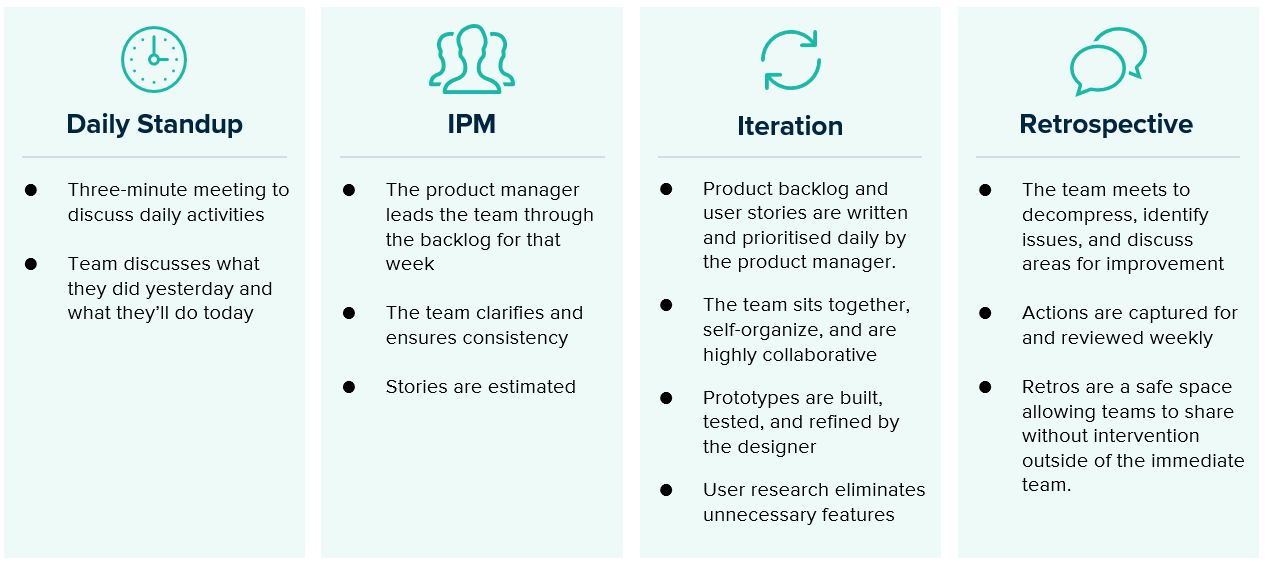 Daily Standup
● Three-minute meeting to
discuss daily activities
● Team discusses what
they did yesterday and
what they’ll do today
IPM
● The product manager
leads the team through
the backlog for that
week
● The team clarifies and
ensures consistency
● Stories are estimated
Iteration
● Product backlog and
user stories are written
and prioritised daily by
the product manager.
● The team sits together,
self-organize, and are
highly collaborative
● Prototypes are built,
tested, and refined by
the designer
● User research eliminates
unnecessary features
Retrospective
● The team meets to
decompress, identify
issues, and discuss
areas for improvement
● Actions are captured for
and reviewed weekly
● Retros are a safe space
allowing teams to share
without intervention
outside of the immediate
team.